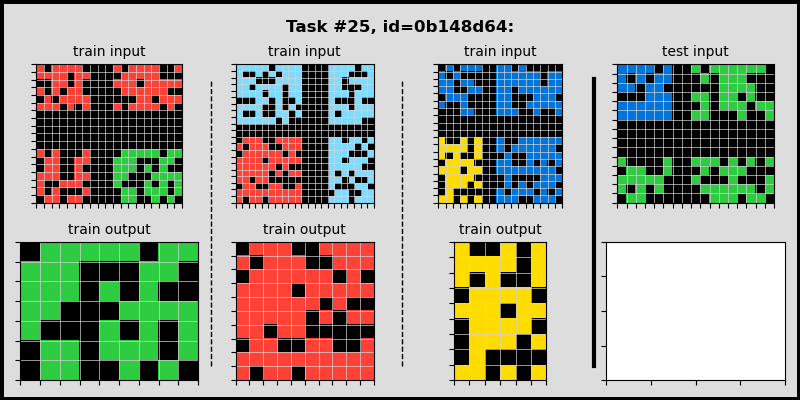 Task #25, id=0b148d64:
train input
train input
train input
test input
train output
train output
train output